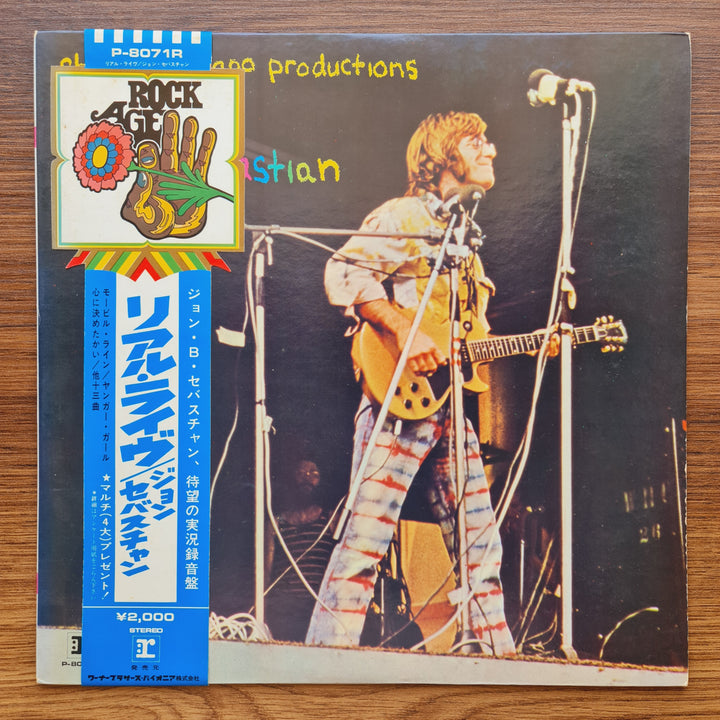 P-8071R
リアル・ライヴ/ジョン・セバスチャン
ROCK
AGE
productions
ジョン・B・セバスチャン、待望の実況録音盤
リアル・ライヴ/ジョン
セバスチャン
モービル・ライン/ヤンガー・ガール
心に決めたかい/他十三曲
★マルチ(4大)プレゼント!
¥2,000
STEREO
r
発売元
ワーナーブラザーズ・パイオニア株式会社
26